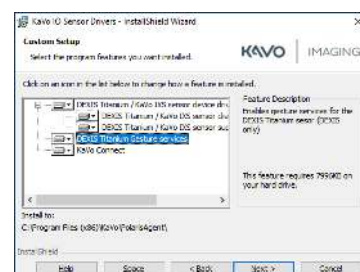 KaVo IO Sensor Drivers - InstallShield Wizard
Custom Setup
Select the program features you want installed.
KAVO | IMAGING
Click on an icon in the list below to change how a feature is installed.
DEXIS Titanium / KaVo IXS sensor device dri
DEXIS Titanium / KaVo IXS sensor dri
DEXIS Titanium / KaVo IXS sensor sup
DEXIS Titanium Gesture services
KaVo Connect
Feature Description
Enables gesture services for the
DEXIS Titanium sesor (DEXIS
only)
This feature requires 7996KB on
your hard drive.
Install to:
C:\Program Files (x86)\KaVo\PolarisAgent\
InstallShield
Help
Space
< Back
Next >
Cancel